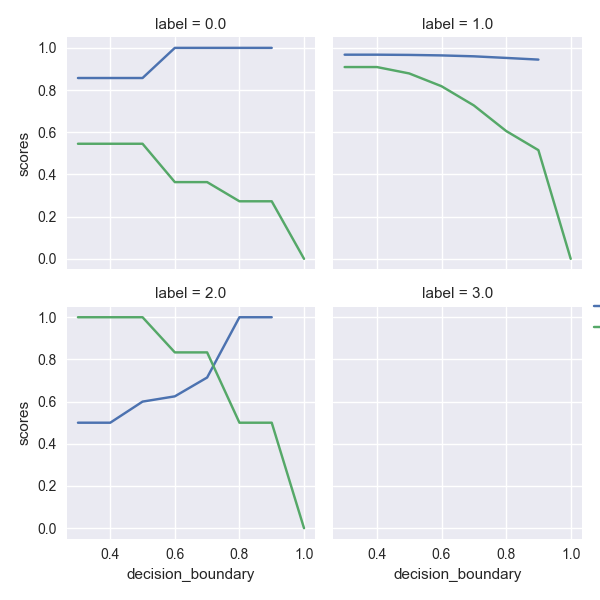 label = 0.0
label = 1.0
1.0
0.8
0.6
0.4
0.2
0.0
scores
label = 2.0
label = 3.0
1.0
0.8
0.6
0.4
0.2
0.0
scores
0.4 0.6 0.8 1.0
0.4 0.6 0.8 1.0
decision_boundary
decision_boundary